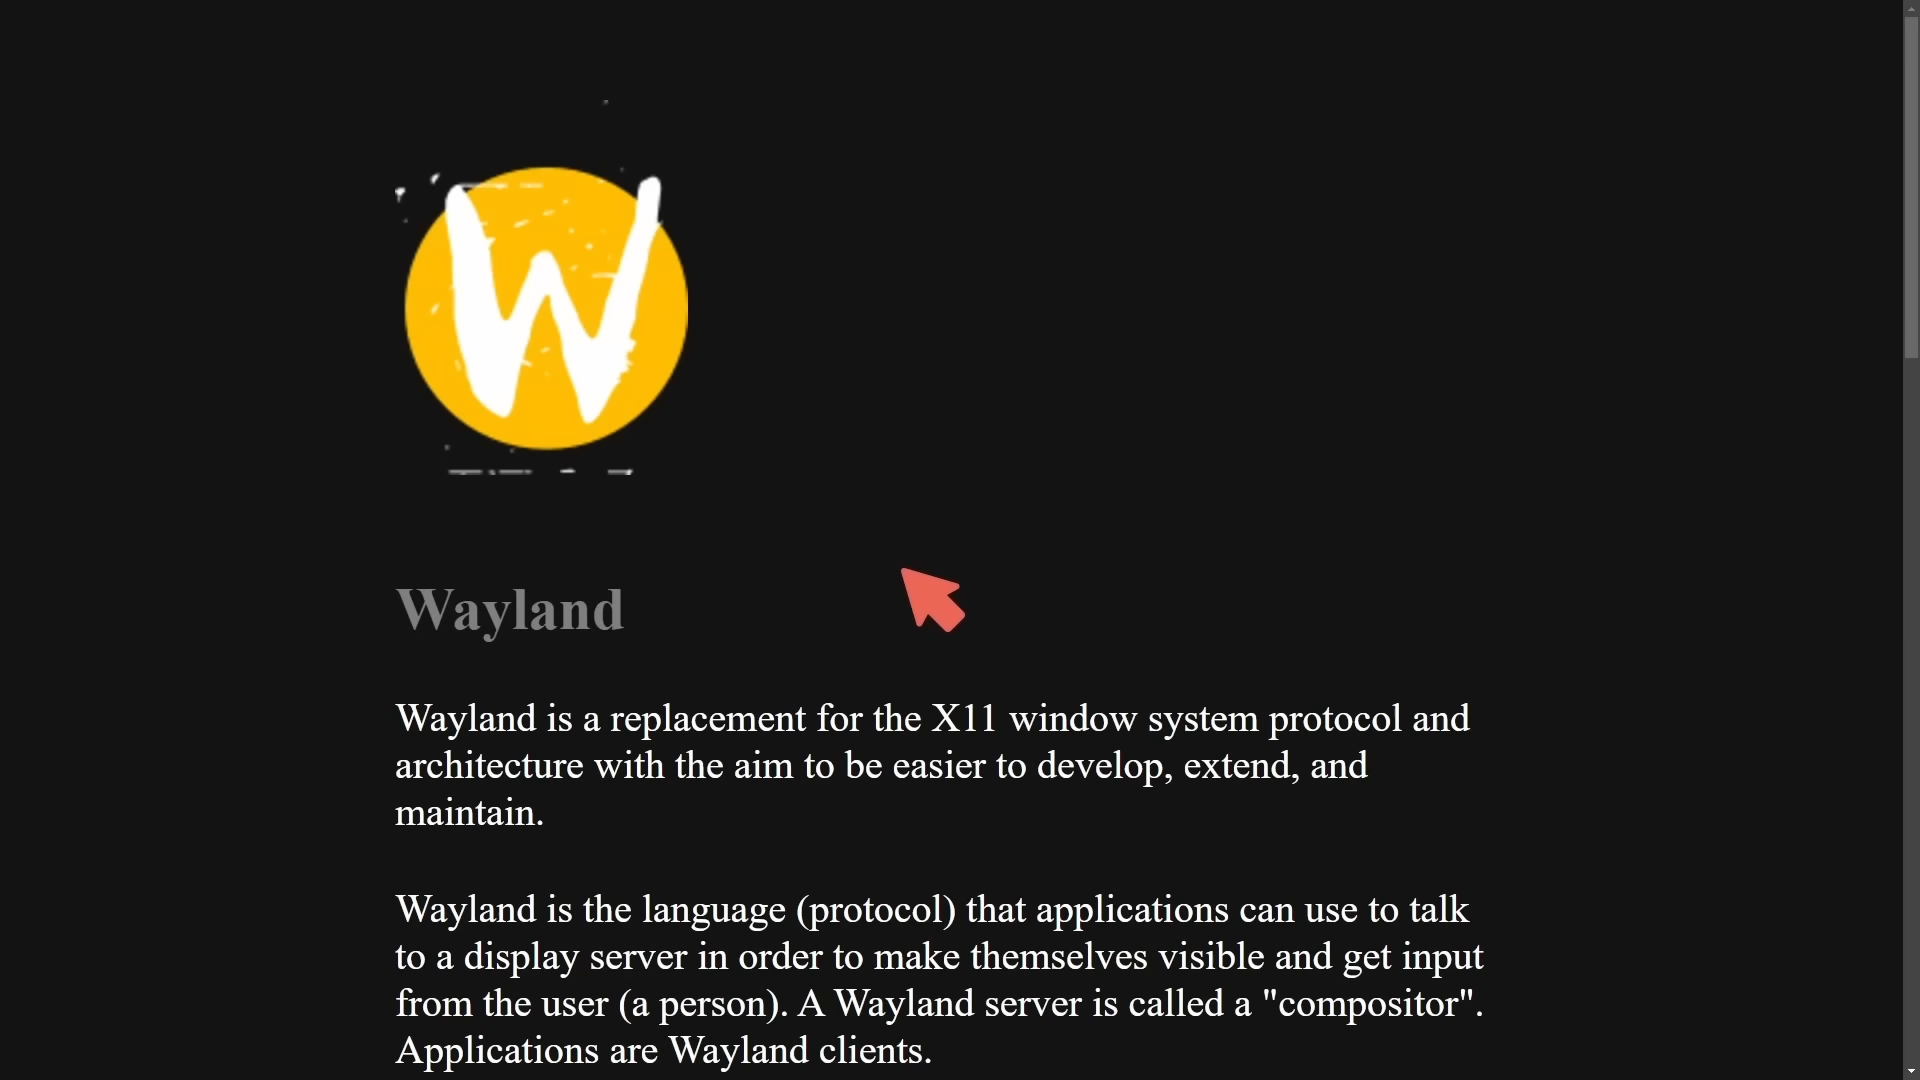 W
Wayland
Wayland is a replacement for the X11 window system protocol and
architecture with the aim to be easier to develop, extend, and
maintain.
Wayland is the language (protocol) that applications can use to talk
to a display server in order to make themselves visible and get input
from the user (a person). A Wayland server is called a "compositor".
Applications are Wayland clients.